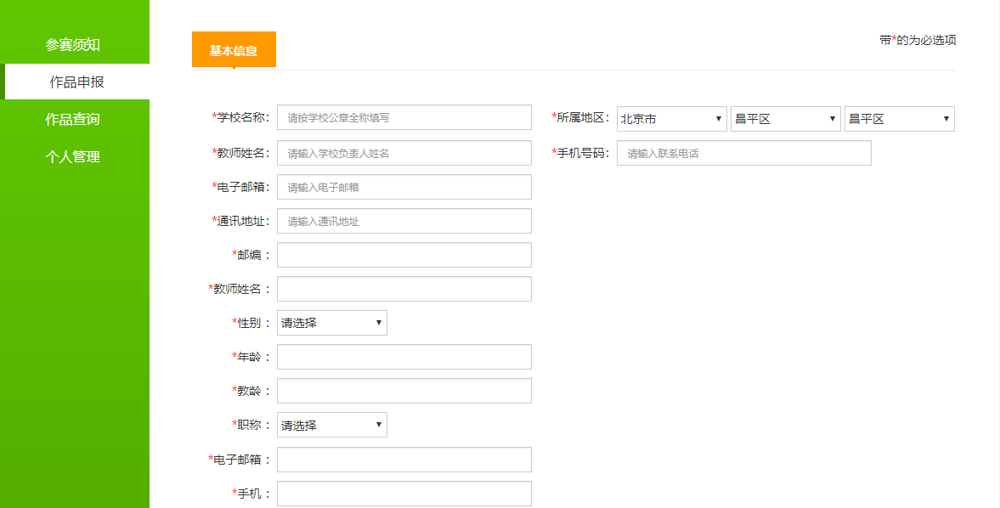 参赛须知
作品申报
作品查询
个人管理
基本信息
带*的为必选项
*学校名称： 请按学校公章全称填写 *所属地区： 北京市 昌平区 昌平区
*教师姓名： 请输入学校负责人姓名 *手机号码： 请输入联系电话
*电子邮箱： 请输入电子邮箱
*通讯地址： 请输入通讯地址
*邮编：
*教师姓名：
*性别： 请选择
*年龄：
*教龄：
*职称： 请选择
*电子邮箱：
*手机：